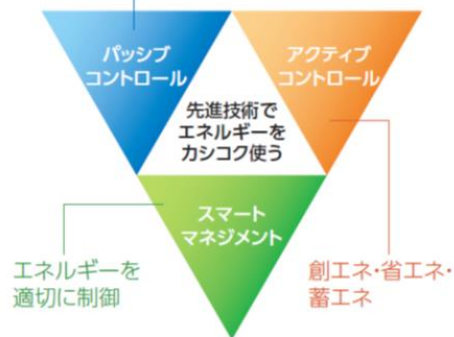 パッシブ
コントロール
アクティブ
コントロール
先進技術で
エネルギーを
カシコク使う
スマート
マネジメント
エネルギーを
適切に制御
創エネ・省エネ・
蓄エネ